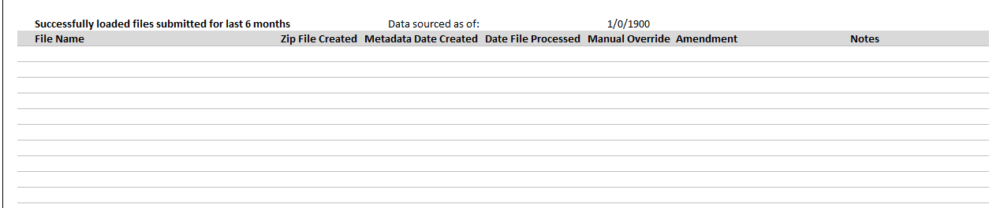 Successfully loaded files submitted for last 6 months Data sourced as of: 1/0/1900
File Name Zip File Created Metadata Date Created Date File Processed Manual Override Amendment Notes